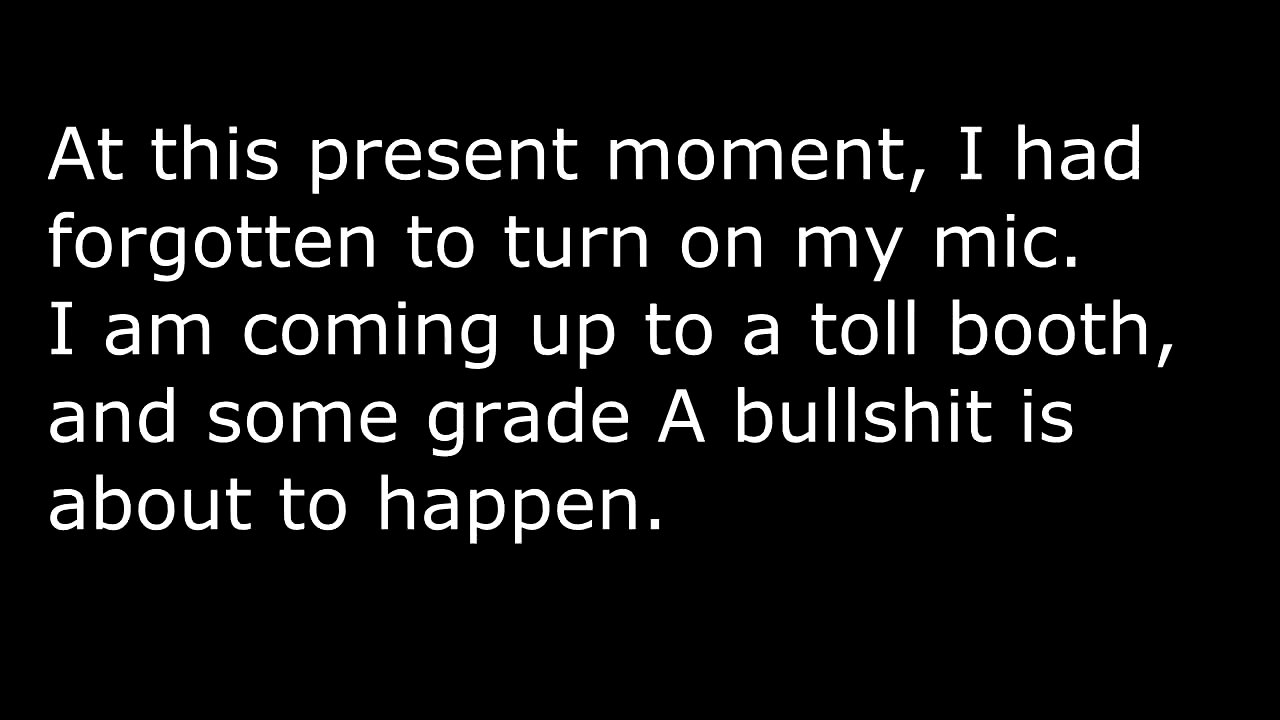 At this present moment, I had
forgotten to turn on my mic.
I am coming up to a toll booth,
and some grade A bullshit is
about to happen.